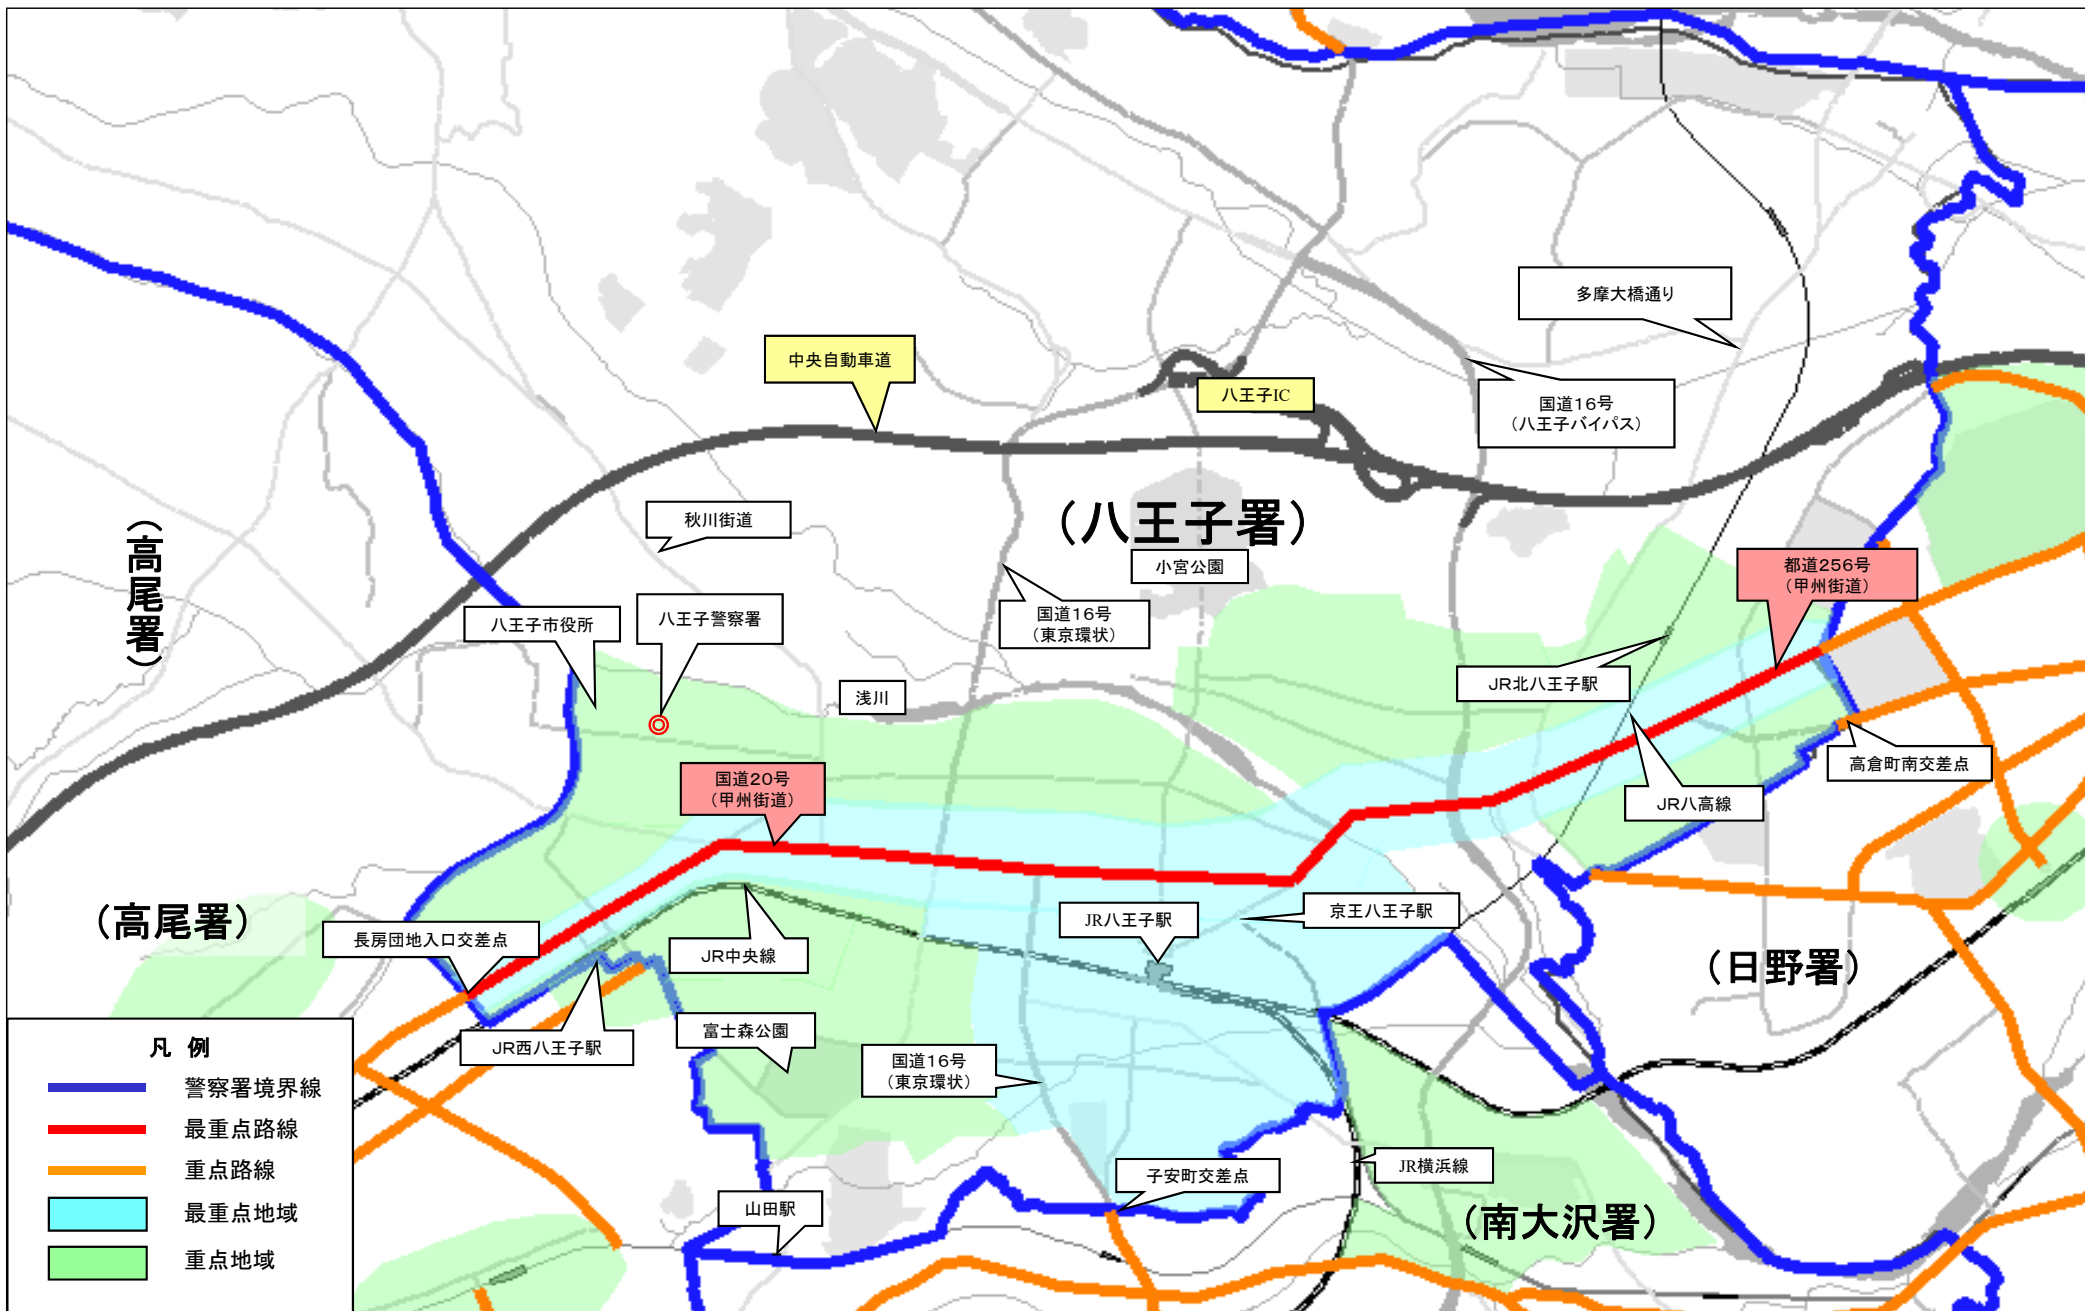 多摩大橋通り
中央自動車道
八王子IC
国道16号
(八王子バイパス)
秋川街道
(八王子署)
(高尾署)
小宮公園
都道256号
(甲州街道)
八王子市役所
八王子警察署
国道16号
(東京環状)
JR北八王子駅
浅川
高倉町南交差点
国道20号
(甲州街道)
JR八高線
(高尾署)
長房団地入口交差点
JR中央線
JR八王子駅
京王八王子駅
(日野署)
富士森公園
JR西八王子駅
国道16号
(東京環状)
子安町交差点
JR横浜線
山田駅
(南大沢署)
凡 例
警察署境界線
最重点路線
重点路線
最重点地域
重点地域